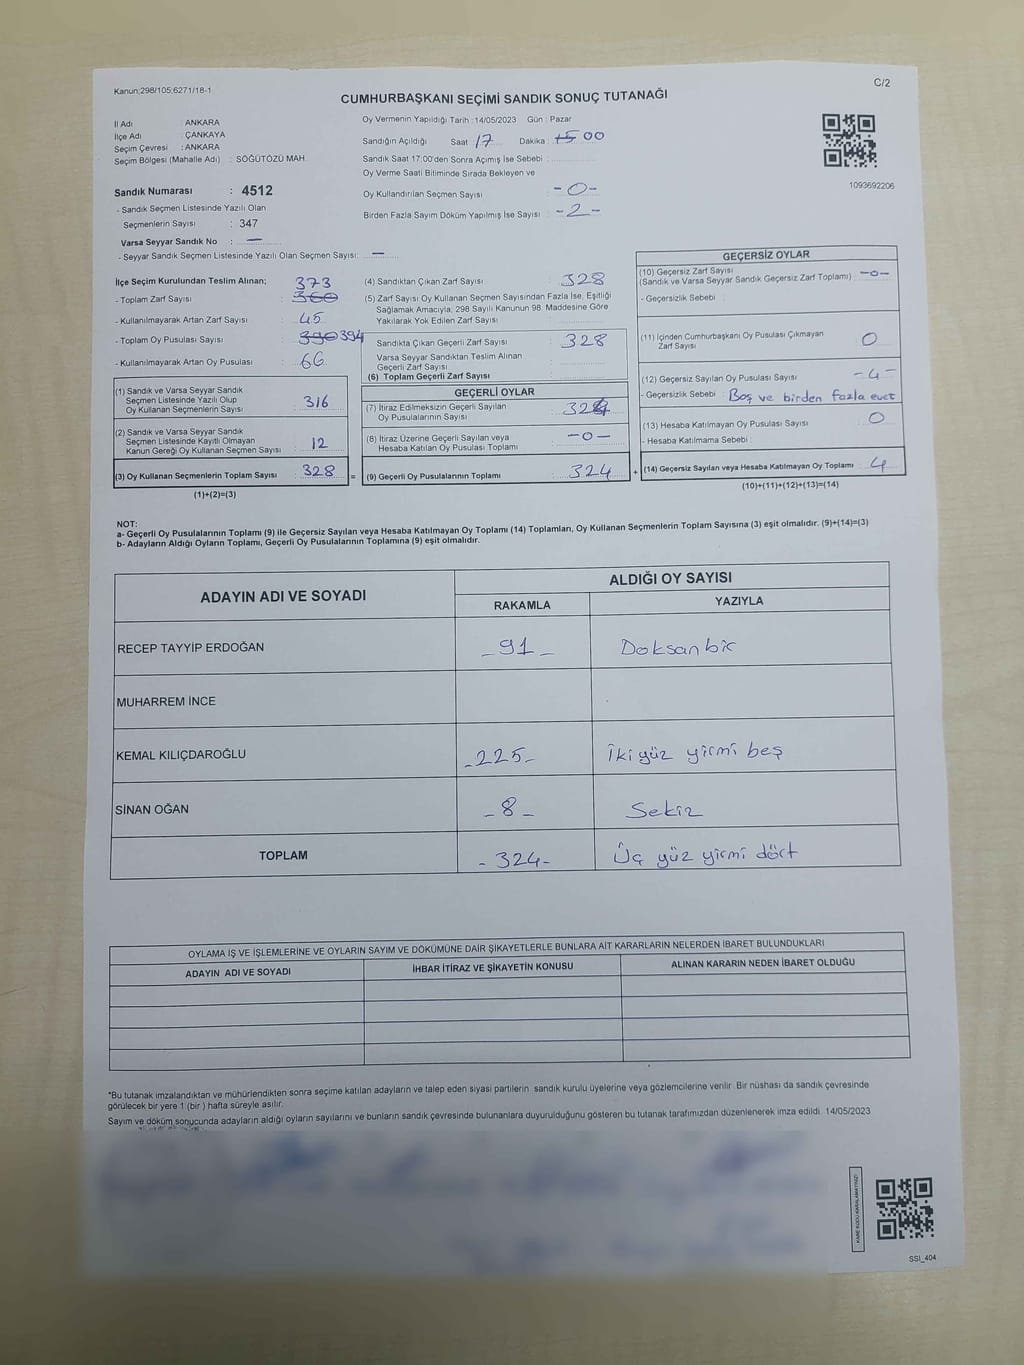 Kanun;298/105;6271/18-1
C/2
CUMHURBAŞKANI SEÇİMİ SANDIK SONUÇ TUTANAĞI
İl Adı : ANKARA
İlçe Adı : ÇANKAYA
Seçim Çevresi : ANKARA
Seçim Bölgesi (Mahalle Adı) : SÖĞÜTÖZÜ MAH.
Sandık Numarası : 4512
- Sandık Seçmen Listesinde Yazılı Olan
Seçmenlerin Sayısı : 347
Varsa Seyyar Sandık No : —
- Seyyar Sandık Seçmen Listesinde Yazılı Olan Seçmen Sayısı: —
Oy Vermenin Yapıldığı Tarih :14/05/2023 Gün : Pazar
Sandığın Açıldığı Saat 17 Dakika : 15 00
Sandık Saat 17:00'den Sonra Açımış İse Sebebi :
Oy Verme Saati Bitiminde Sırada Bekleyen ve
Oy Kullandırılan Seçmen Sayısı -0-
Birden Fazla Sayım Döküm Yapılmış İse Sayısı : -2-
1093692206
İlçe Seçim Kurulundan Teslim Alınan; 373
- Toplam Zarf Sayısı : 360
- Kullanılmayarak Artan Zarf Sayısı : 45
- Toplam Oy Pusulası Sayısı : 390 394
- Kullanılmayarak Artan Oy Pusulası : 66
(1) Sandık ve Varsa Seyyar Sandık
Seçmen Listesinde Yazılı Olup
Oy Kullanan Seçmenlerin Sayısı : 316
(2) Sandık ve Varsa Seyyar Sandık
Seçmen Listesinde Kayıtlı Olmayan
Kanun Gereği Oy Kullanan Seçmen Sayısı : 12
(3) Oy Kullanan Seçmenlerin Toplam Sayısı : 328 =
(1)+(2)=(3)
(4) Sandıktan Çıkan Zarf Sayısı : 328
(5) Zarf Sayısı Oy Kullanan Seçmen Sayısından Fazla İse, Eşitliği
Sağlamak Amacıyla; 298 Sayılı Kanunun 98. Maddesine Göre
Yakılarak Yok Edilen Zarf Sayısı :
Sandıkta Çıkan Geçerli Zarf Sayısı : 328
Varsa Seyyar Sandıktan Teslim Alınan
Geçerli Zarf Sayısı :
(6) Toplam Geçerli Zarf Sayısı :
GEÇERLİ OYLAR
(7) İtiraz Edilmeksizin Geçerli Sayılan
Oy Pusulalarının Sayısı : 324
(8) İtiraz Üzerine Geçerli Sayılan veya
Hesaba Katılan Oy Pusulası Toplamı : -0-
(9) Geçerli Oy Pusulalarının Toplamı : 324 +
GEÇERSİZ OYLAR
(10) Geçersiz Zarf Sayısı
(Sandık ve Varsa Seyyar Sandık Geçersiz Zarf Toplamı) : -0-
- Geçersizlik Sebebi :
(11) İçinden Cumhurbaşkanı Oy Pusulası Çıkmayan
Zarf Sayısı : 0
(12) Geçersiz Sayılan Oy Pusulası Sayısı : -4-
- Geçersizlik Sebebi : Boş ve birden fazla evet
(13) Hesaba Katılmayan Oy Pusulası Sayısı : 0
- Hesaba Katılmama Sebebi :
(14) Geçersiz Sayılan veya Hesaba Katılmayan Oy Toplamı : 4
(10)+(11)+(12)+(13)=(14)
NOT:
a- Geçerli Oy Pusulalarının Toplamı (9) ile Geçersiz Sayılan veya Hesaba Katılmayan Oy Toplamı (14) Toplamları, Oy Kullanan Seçmenlerin Toplam Sayısına (3) eşit olmalıdır. (9)+(14)=(3)
b- Adayların Aldığı Oyların Toplamı, Geçerli Oy Pusulalarının Toplamına (9) eşit olmalıdır.
ADAYIN ADI VE SOYADI
ALDIĞI OY SAYISI
RAKAMLA YAZIYLA
RECEP TAYYİP ERDOĞAN -91- Doksanbir
MUHARREM İNCE
KEMAL KILIÇDAROĞLU -225- İki yüz yirmi beş
SİNAN OĞAN -8- Sekiz
TOPLAM -324- Üç yüz yirmi dört
OYLAMA İŞ VE İŞLEMLERİNE VE OYLARIN SAYIM VE DÖKÜMÜNE DAİR ŞİKAYETLERLE BUNLARA AİT KARARLARIN NELERDEN İBARET BULUNDUKLARI
ADAYIN ADI VE SOYADI İHBAR İTİRAZ VE ŞİKAYETİN KONUSU ALINAN KARARIN NEDEN İBARET OLDUĞU
*Bu tutanak imzalandıktan ve mühürlendikten sonra seçime katılan adayların ve talep eden siyasi partilerin sandık kurulu üyelerine veya gözlemcilerine verilir. Bir nüshası da sandık çevresinde
görülecek bir yere 1 (bir ) hafta süreyle asılır.
Sayım ve döküm sonucunda adayların aldığı oyların sayılarını ve bunların sandık çevresinde bulunanlara duyurulduğunu gösteren bu tutanak tarafımızdan düzenlenerek imza edildi. 14/05/2023
SSI_404